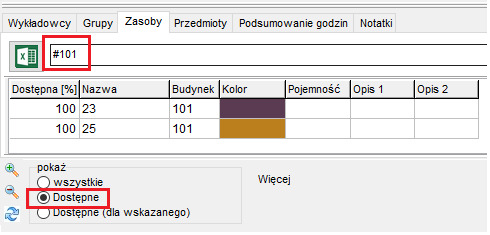 Wykładowcy Grupy Zasoby Przedmioty Podsumowanie godzin Notatki
#101
Dostępna [%] Nazwa Budynek Kolor Pojemność Opis 1 Opis 2
100 23 101
100 25 101
pokaż
wszystkie
Dostępne
Dostępne (dla wskazanego)
Więcej